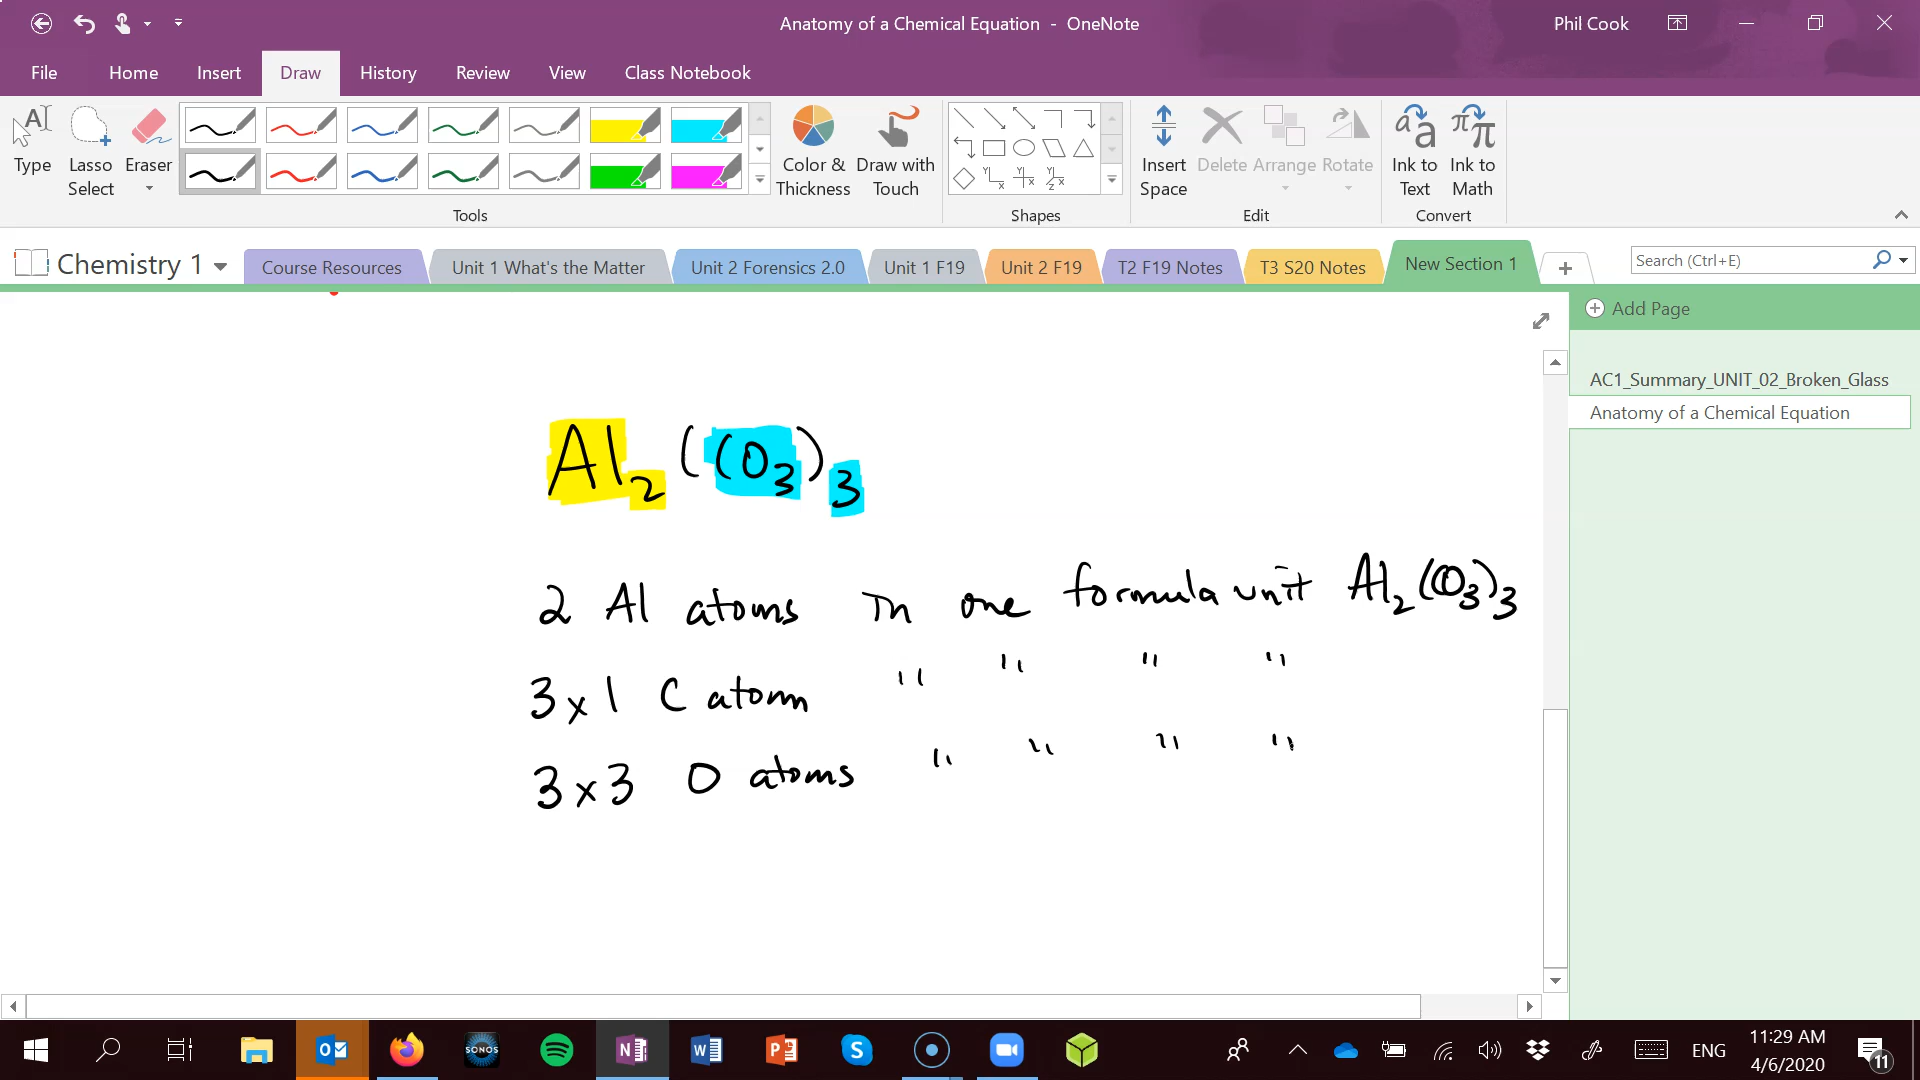 Anatomy of a Chemical Equation - OneNote
Phil Cook
File Home Insert Draw History Review View Class Notebook
Type
Lasso Select
Eraser
Color & Thickness
Draw with Touch
Insert Space
Delete Arrange Rotate
Ink to Text
Ink to Math
Tools Shapes Edit Convert
Chemistry 1
Course Resources Unit 1 What's the Matter Unit 2 Forensics 2.0 Unit 1 F19 Unit 2 F19 T2 F19 Notes T3 S20 Notes New Section 1 +
Search (Ctrl+E)
Add Page
AC1_Summary_UNIT_02_Broken_Glass
Anatomy of a Chemical Equation
Al₂(CO₃)₃
2 Al atoms in one formula unit Al₂(CO₃)₃
3 x 1 C atom " " " "
3 x 3 O atoms " " " "
SONOS
ENG
11:29 AM
4/6/2020
11